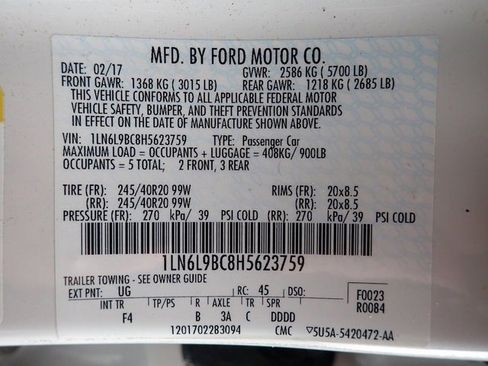 MFD. BY FORD MOTOR CO.
DATE: 02/17 GVWR: 2586 KG ( 5700 LB)
FRONT GAWR: 1368 KG ( 3015 LB) REAR GAWR: 1218 KG ( 2685 LB)
THIS VEHICLE CONFORMS TO ALL APPLICABLE FEDERAL MOTOR
VEHICLE SAFETY, BUMPER, AND THEFT PREVENTION STANDARDS
IN EFFECT ON THE DATE OF MANUFACTURE SHOWN ABOVE.
VIN: 1LN6L9BC8H5623759 TYPE: Passenger Car
MAXIMUM LOAD = OCCUPANTS + LUGGAGE = 408KG/ 900LB
OCCUPANTS = 5 TOTAL; 2 FRONT, 3 REAR
TIRE (FR): 245/40R20 99W RIMS (FR): 20x8.5
(RR): 245/40R20 99W (RR): 20x8.5
PRESSURE (FR): 270 kPa/ 39 PSI COLD (RR): 270 kPa/ 39 PSI COLD
1LN6L9BC8H5623759
TRAILER TOWING - SEE OWNER GUIDE
EXT PNT: UG RC: 45 DSO: F0023
INT TR TP/PS R AXLE TR SPR R0084
F4 B 3A C DDDD
1201702283094 CMC ▽5U5A-5420472-AA